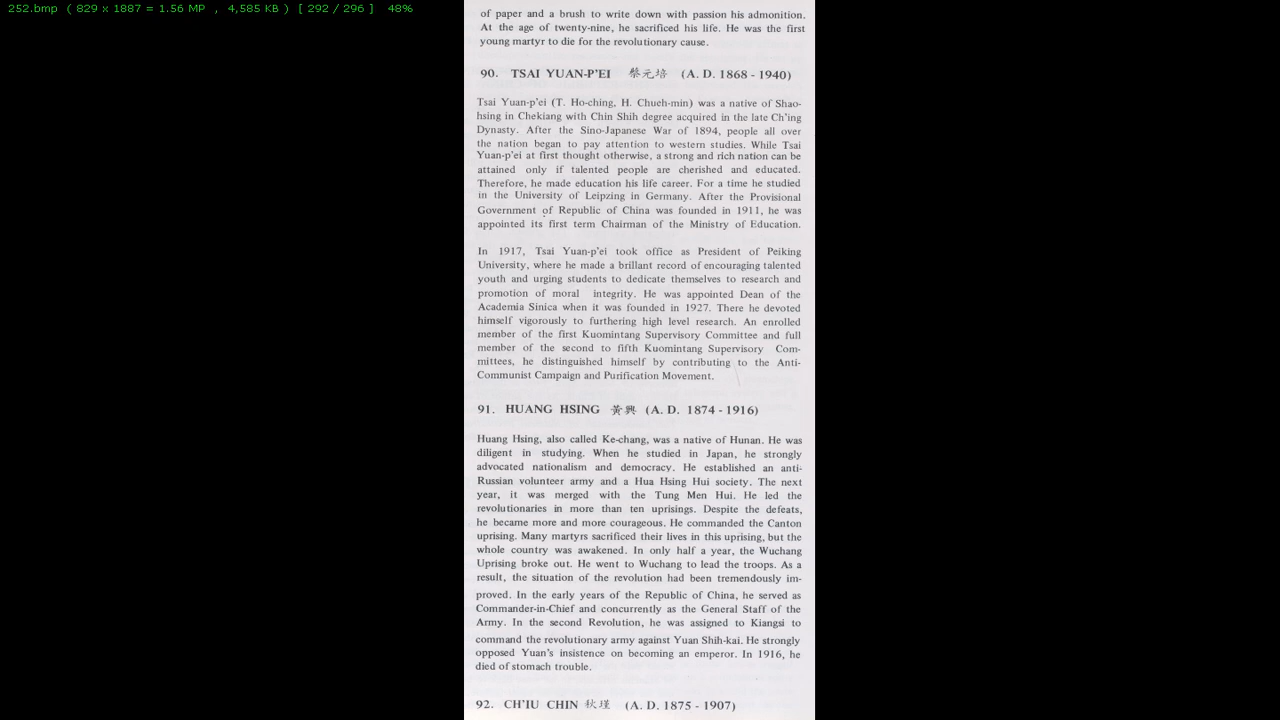 252.bmp ( 829 x 1887 = 1.56 MP , 4,585 KB ) [ 292 / 296 ] 48%
of paper and a brush to write down with passion his admonition.
At the age of twenty-nine, he sacrificed his life. He was the first
young martyr to die for the revolutionary cause.
90. TSAI YUAN-P'EI 蔡元培 (A. D. 1868 - 1940)
Tsai Yuan-p'ei (T. Ho-ching, H. Chueh-min) was a native of Shao-
hsing in Chekiang with Chin Shih degree acquired in the late Ch'ing
Dynasty. After the Sino-Japanese War of 1894, people all over
the nation began to pay attention to western studies. While Tsai
Yuan-p'ei at first thought otherwise, a strong and rich nation can be
attained only if talented people are cherished and educated.
Therefore, he made education his life career. For a time he studied
in the University of Leipzing in Germany. After the Provisional
Government of Republic of China was founded in 1911, he was
appointed its first term Chairman of the Ministry of Education.
In 1917, Tsai Yuan-p'ei took office as President of Peiking
University, where he made a brillant record of encouraging talented
youth and urging students to dedicate themselves to research and
promotion of moral integrity. He was appointed Dean of the
Academia Sinica when it was founded in 1927. There he devoted
himself vigorously to furthering high level research. An enrolled
member of the first Kuomintang Supervisory Committee and full
member of the second to fifth Kuomintang Supervisory Com-
mittees, he distinguished himself by contributing to the Anti-
Communist Campaign and Purification Movement.
91. HUANG HSING 黃興 (A. D. 1874 - 1916)
Huang Hsing, also called Ke-chang, was a native of Hunan. He was
diligent in studying. When he studied in Japan, he strongly
advocated nationalism and democracy. He established an anti-
Russian volunteer army and a Hua Hsing Hui society. The next
year, it was merged with the Tung Men Hui. He led the
revolutionaries in more than ten uprisings. Despite the defeats,
he became more and more courageous. He commanded the Canton
uprising. Many martyrs sacrificed their lives in this uprising, but the
whole country was awakened. In only half a year, the Wuchang
Uprising broke out. He went to Wuchang to lead the troops. As a
result, the situation of the revolution had been tremendously im-
proved. In the early years of the Republic of China, he served as
Commander-in-Chief and concurrently as the General Staff of the
Army. In the second Revolution, he was assigned to Kiangsi to
command the revolutionary army against Yuan Shih-kai. He strongly
opposed Yuan's insistence on becoming an emperor. In 1916, he
died of stomach trouble.
92. CH'IU CHIN 秋瑾 (A. D. 1875 - 1907)